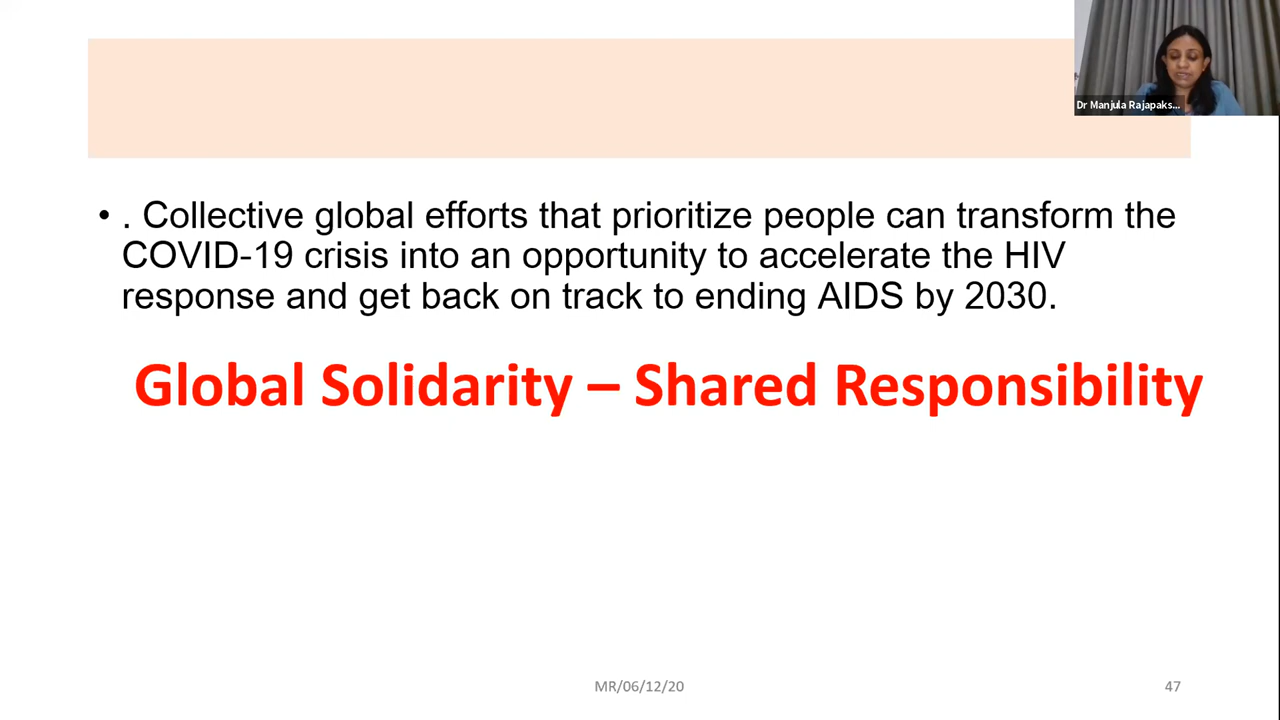 Dr Manjula Rajapaks...
• . Collective global efforts that prioritize people can transform the
COVID-19 crisis into an opportunity to accelerate the HIV
response and get back on track to ending AIDS by 2030.
Global Solidarity – Shared Responsibility
MR/06/12/20
47